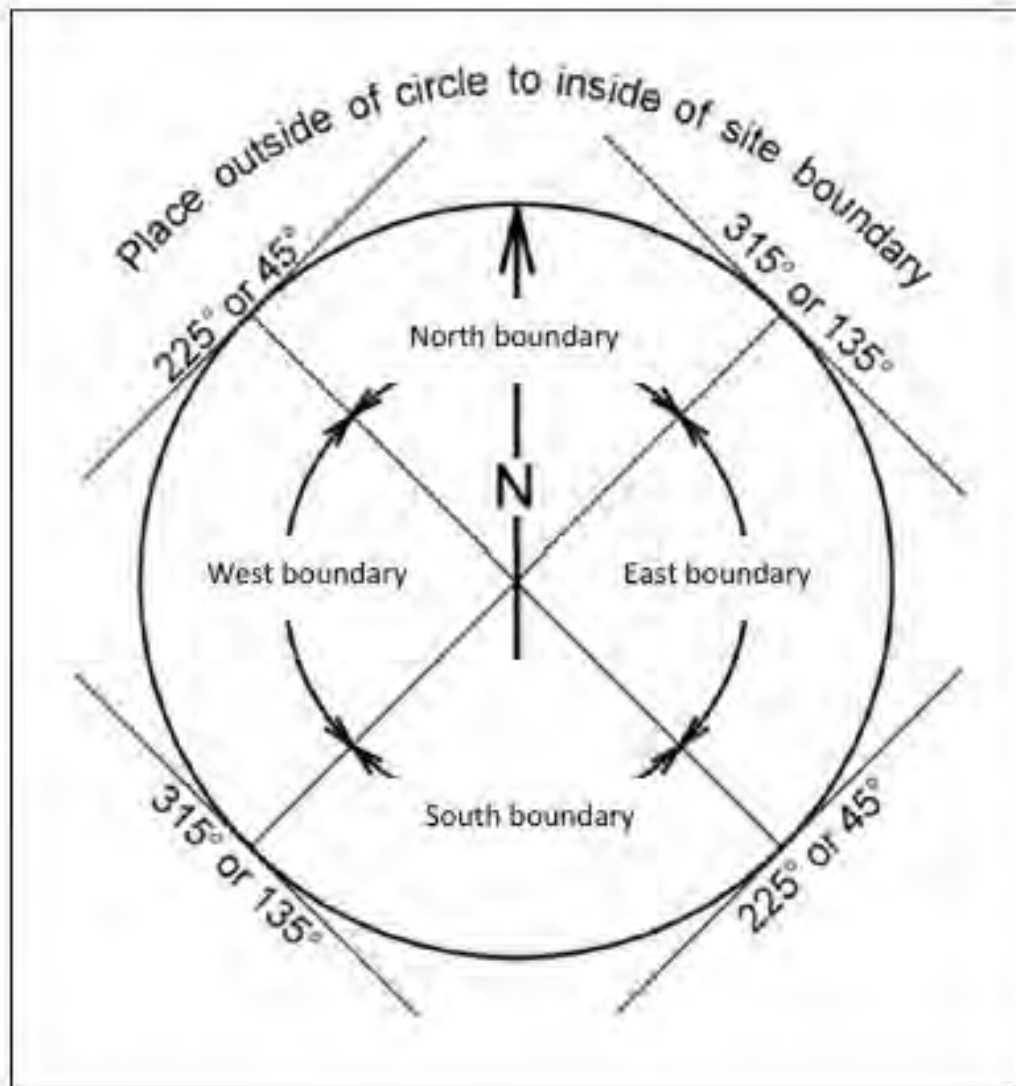 Place outside of circle to inside of site boundary
225° or 45°
315° or 135°
North boundary
N
West boundary
East boundary
South boundary
315° or 135°
225° or 45°